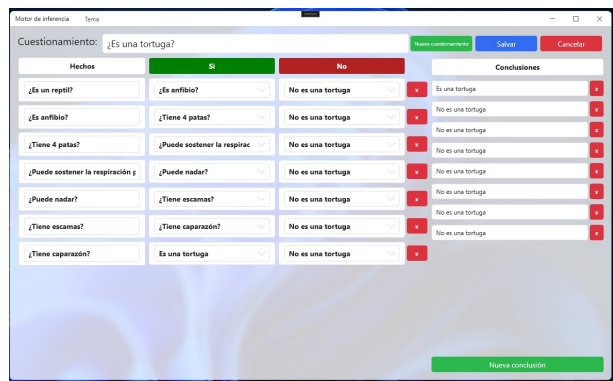 Motor de inferencia Tema
Cuestionamiento: ¿Es una tortuga? Nuevo cuestionamiento Salvar Cancelar
Hechos Si No Conclusiones
¿Es un reptil? ¿Es anfibio? No es una tortuga x
¿Es anfibio? ¿Tiene 4 patas? No es una tortuga x
¿Tiene 4 patas? ¿Puede sostener la respirac No es una tortuga x
¿Puede sostener la respiración p ¿Puede nadar? No es una tortuga x
¿Puede nadar? ¿Tiene escamas? No es una tortuga x
¿Tiene escamas? ¿Tiene caparazón? No es una tortuga x
¿Tiene caparazón? Es una tortuga No es una tortuga x
Es una tortuga x
No es una tortuga x
No es una tortuga x
No es una tortuga x
No es una tortuga x
No es una tortuga x
No es una tortuga x
No es una tortuga x
Nueva conclusión